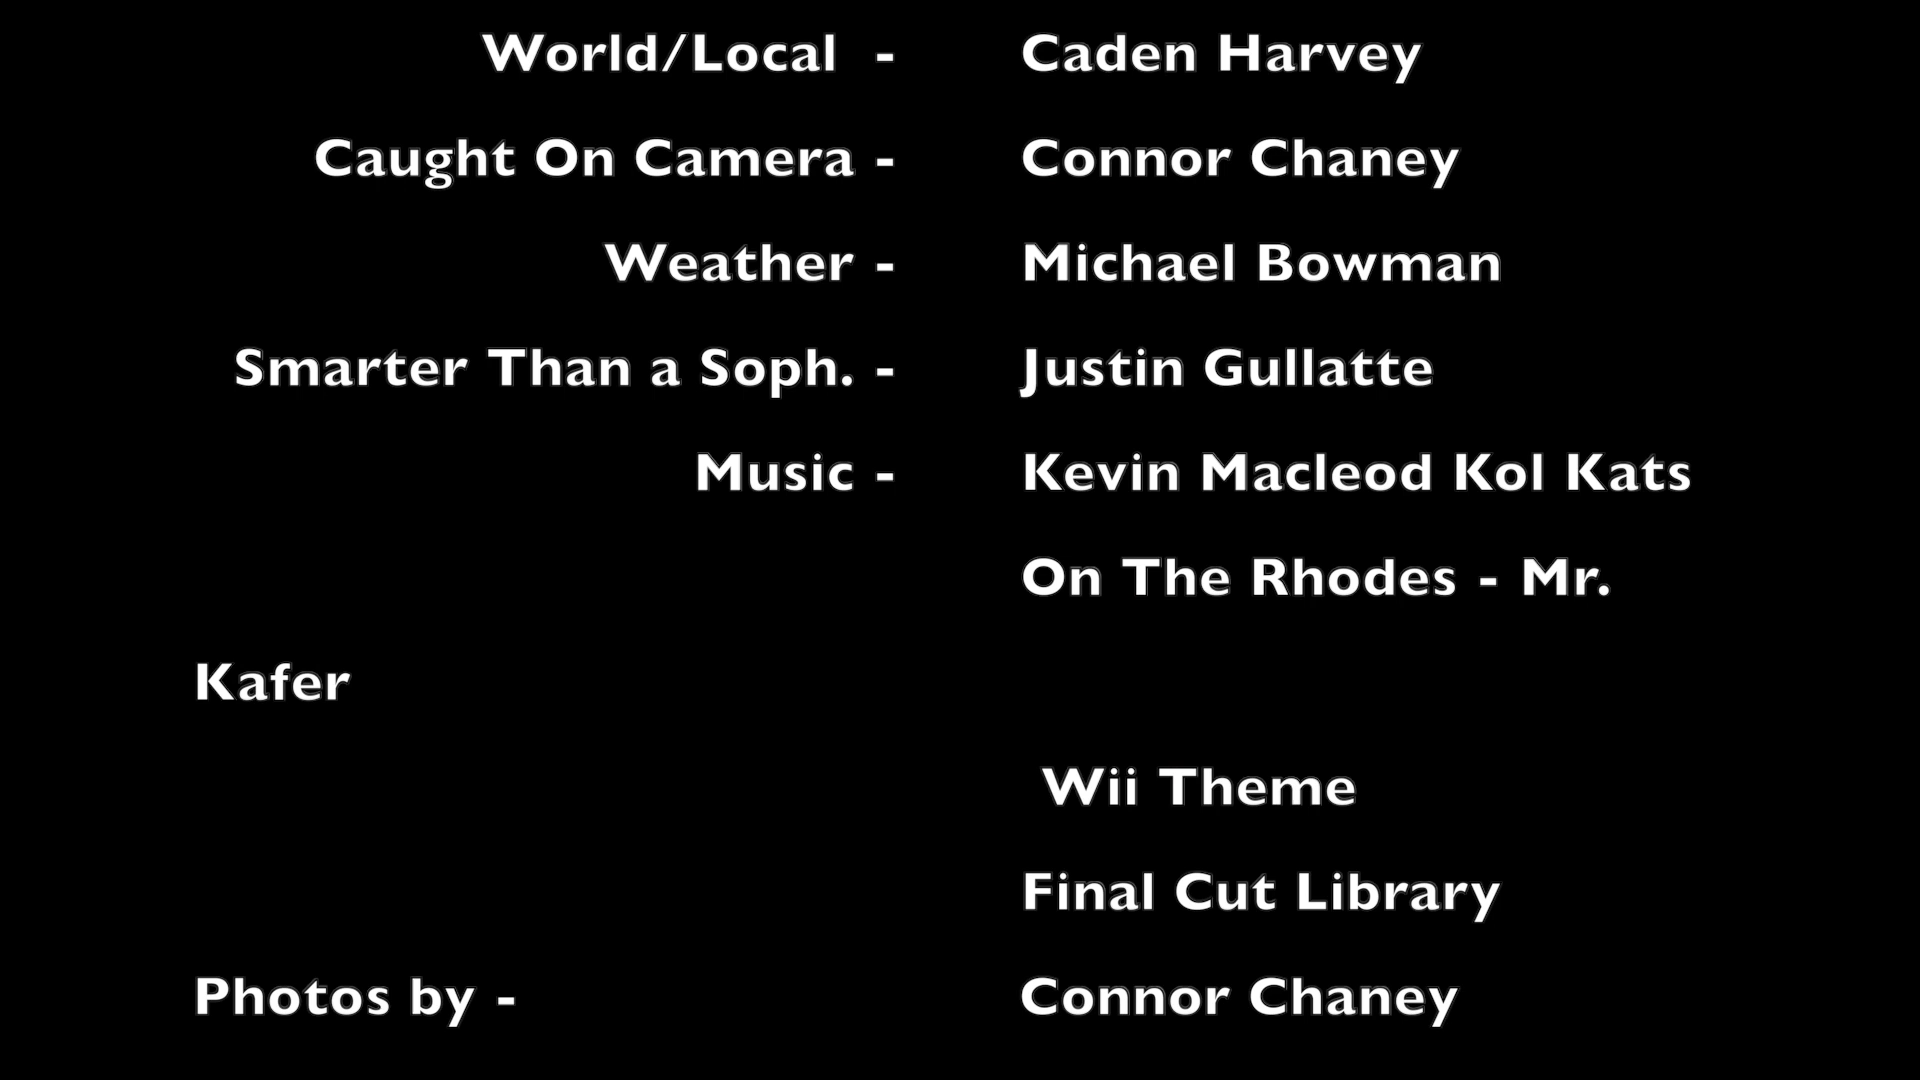 World/Local - Caden Harvey
Caught On Camera - Connor Chaney
Weather - Michael Bowman
Smarter Than a Soph. - Justin Gullatte
Music - Kevin Macleod Kol Kats
On The Rhodes - Mr.
Kafer
Wii Theme
Final Cut Library
Photos by - Connor Chaney